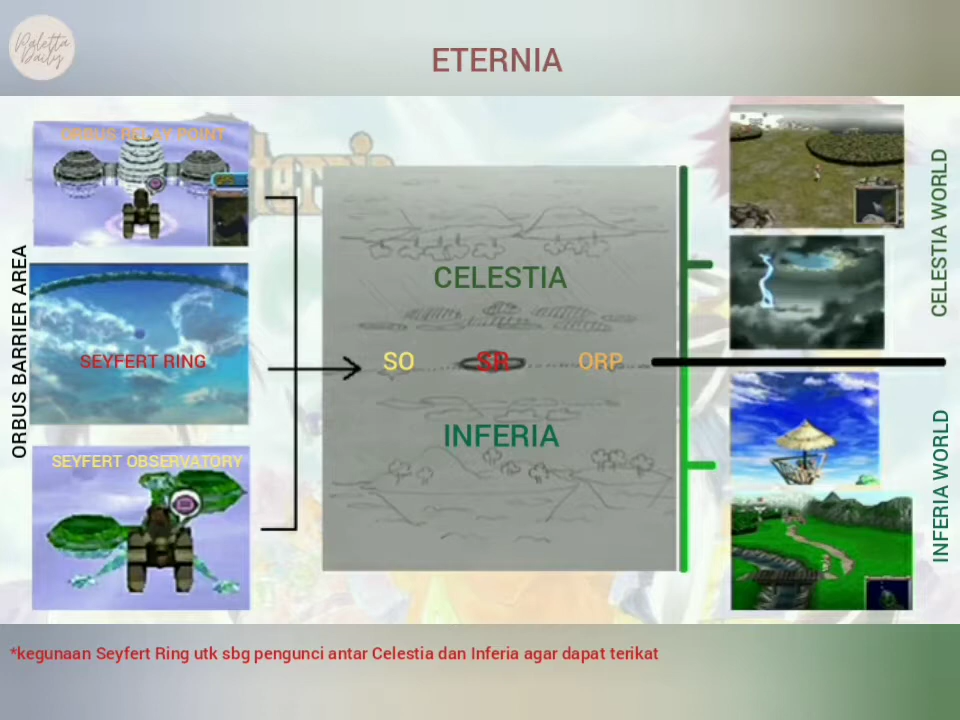 Paletta
Daily
ETERNIA
ORBUS BARRIER AREA
ORBUS RELAY POINT
SEYFERT RING
SEYFERT OBSERVATORY
CELESTIA
SO
SR
ORP
INFERIA
CELESTIA WORLD
INFERIA WORLD
*kegunaan Seyfert Ring utk sbg pengunci antar Celestia dan Inferia agar dapat terikat